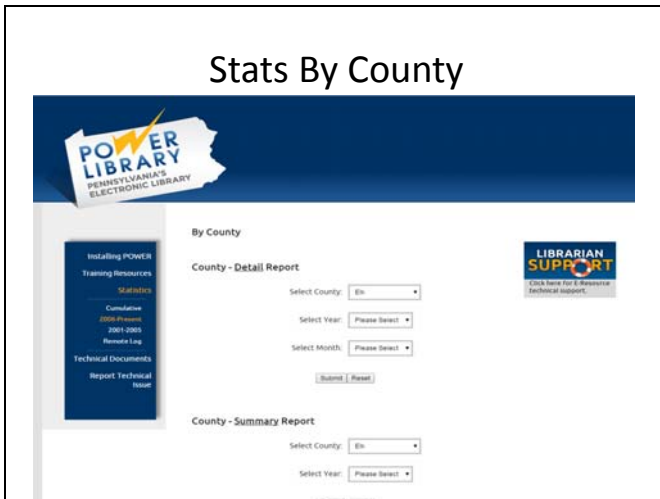 Stats By County
POWER
LIBRARY
PENNSYLVANIA'S
ELECTRONIC LIBRARY
Installing POWER
Training Resources
Statistics
Cumulative
2006-Present
2001-2005
Remote Log
Technical Documents
Report Technical
Issue
By County
County - Detail Report
Select County: Erie
Select Year: Please Select
Select Month: Please Select
Submit Reset
LIBRARIAN
SUPPORT
Click here for E-Resource
technical support.
County - Summary Report
Select County: Erie
Select Year: Please Select